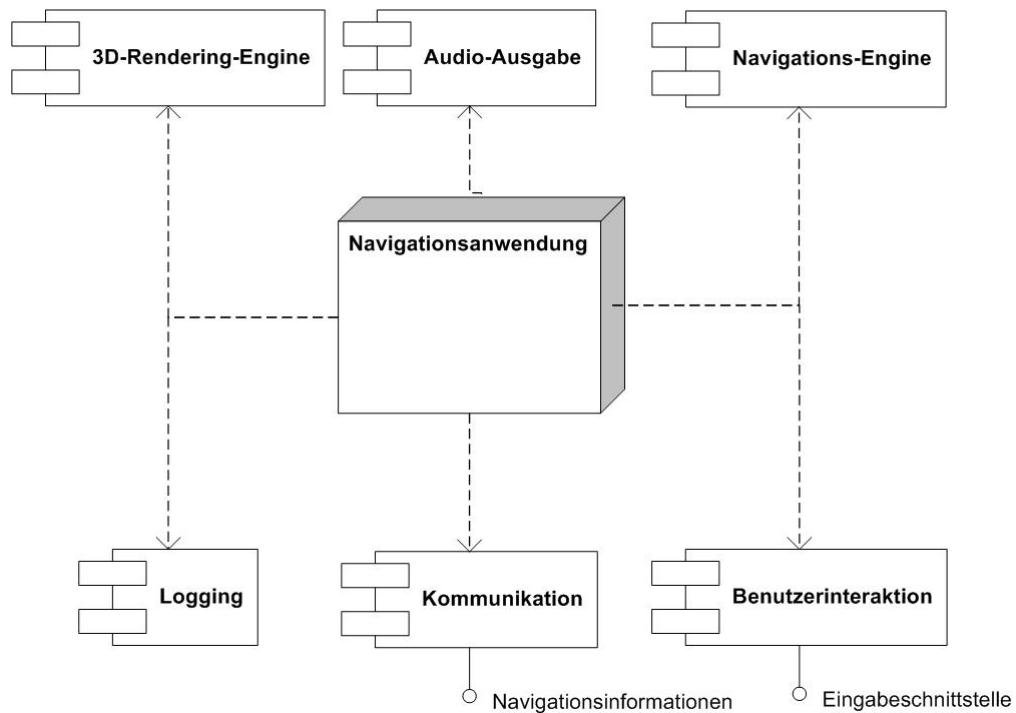 3D-Rendering-Engine
Audio-Ausgabe
Navigations-Engine
Navigationsanwendung
Logging
Kommunikation
Benutzerinteraktion
Navigationsinformationen
Eingabeschnittstelle